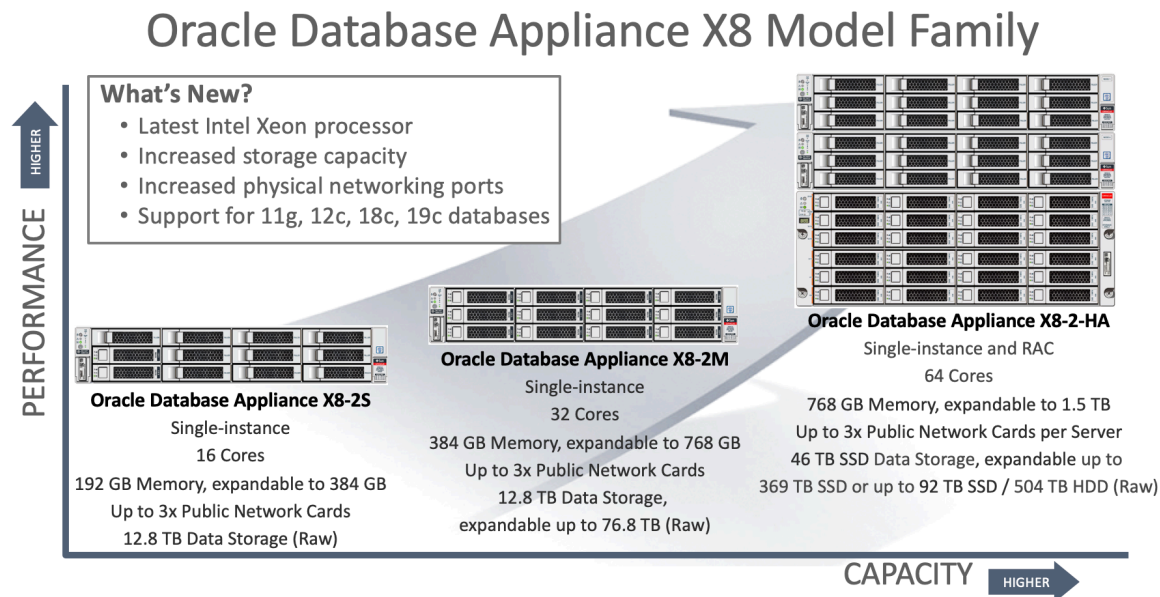 Oracle Database Appliance X8 Model Family
What's New?
• Latest Intel Xeon processor
• Increased storage capacity
• Increased physical networking ports
• Support for 11g, 12c, 18c, 19c databases
HIGHER
PERFORMANCE
Oracle Database Appliance X8-2S
Single-instance
16 Cores
192 GB Memory, expandable to 384 GB
Up to 3x Public Network Cards
12.8 TB Data Storage (Raw)
Oracle Database Appliance X8-2M
Single-instance
32 Cores
384 GB Memory, expandable to 768 GB
Up to 3x Public Network Cards
12.8 TB Data Storage,
expandable up to 76.8 TB (Raw)
Oracle Database Appliance X8-2-HA
Single-instance and RAC
64 Cores
768 GB Memory, expandable to 1.5 TB
Up to 3x Public Network Cards per Server
46 TB SSD Data Storage, expandable up to
369 TB SSD or up to 92 TB SSD / 504 TB HDD (Raw)
CAPACITY
HIGHER